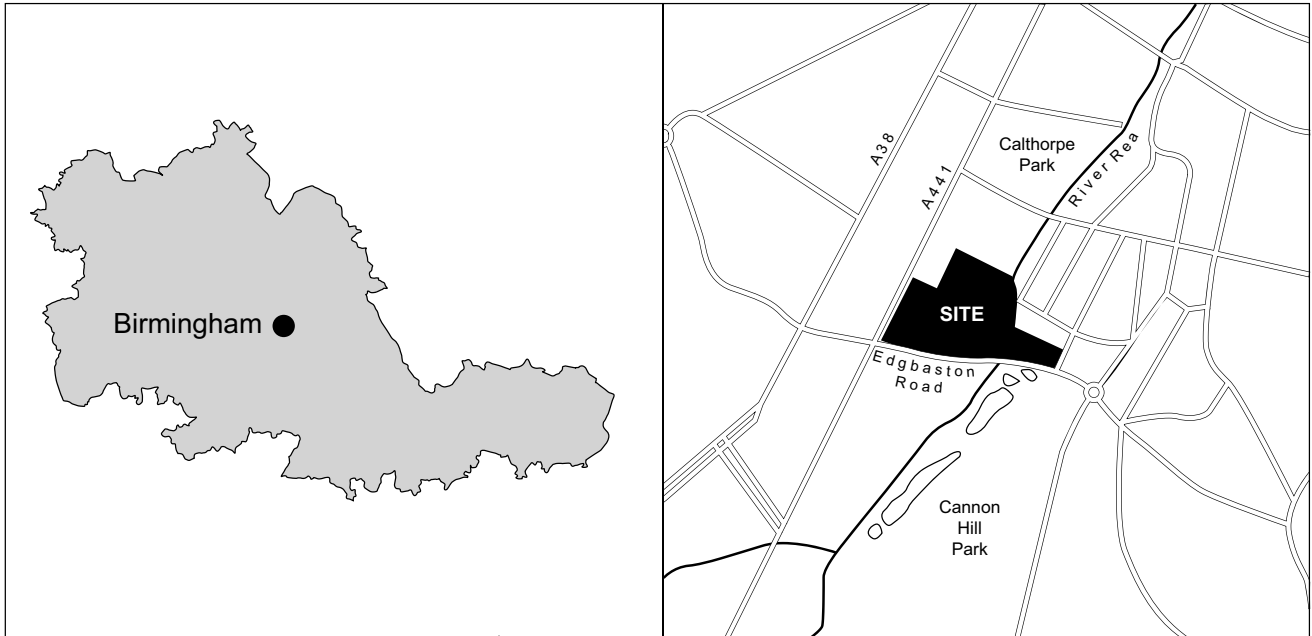 Birmingham
A38
A441
Calthorpe
Park
River Rea
SITE
Edgbaston
Road
Cannon
Hill
Park